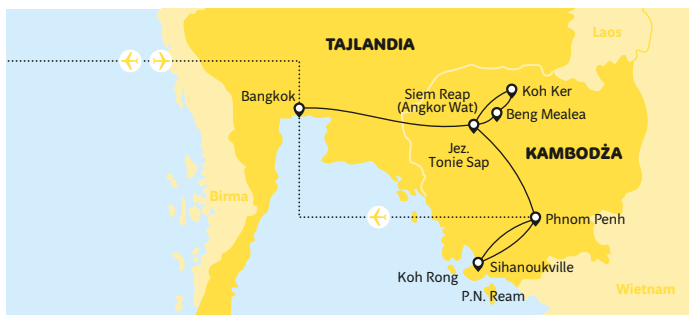 TAJLANDIA
Laos
Bangkok
Siem Reap
(Angkor Wat)
Koh Ker
Beng Mealea
Jez.
Tonie Sap
KAMBODŻA
Birma
Phnom Penh
Koh Rong
Sihanoukville
P.N. Ream
Wietnam